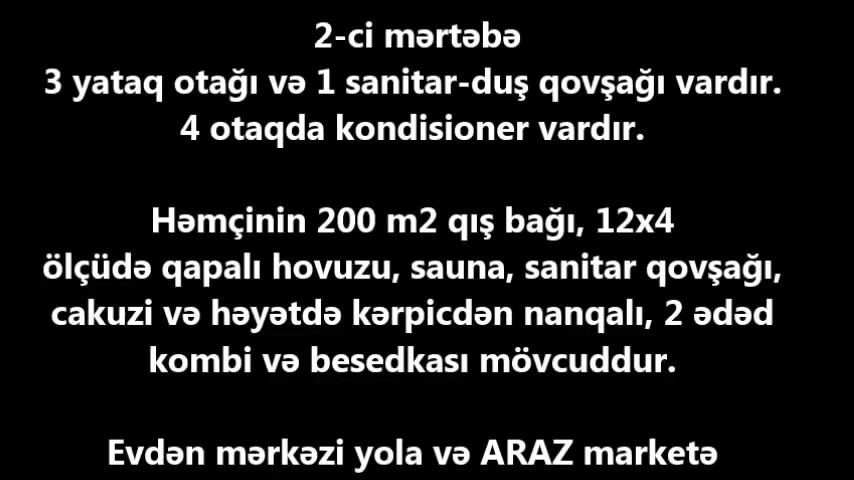 2-ci mərtəbə
3 yataq otağı və 1 sanitar-duş qovşağı vardır.
4 otaqda kondisioner vardır.
Həmçinin 200 m2 qış bağı, 12x4
ölçüdə qapalı hovuzu, sauna, sanitar qovşağı,
cakuzi və həyətdə kərpicdən nanqalı, 2 ədəd
kombi və besedkası mövcuddur.
Evdən mərkəzi yola və ARAZ marketə